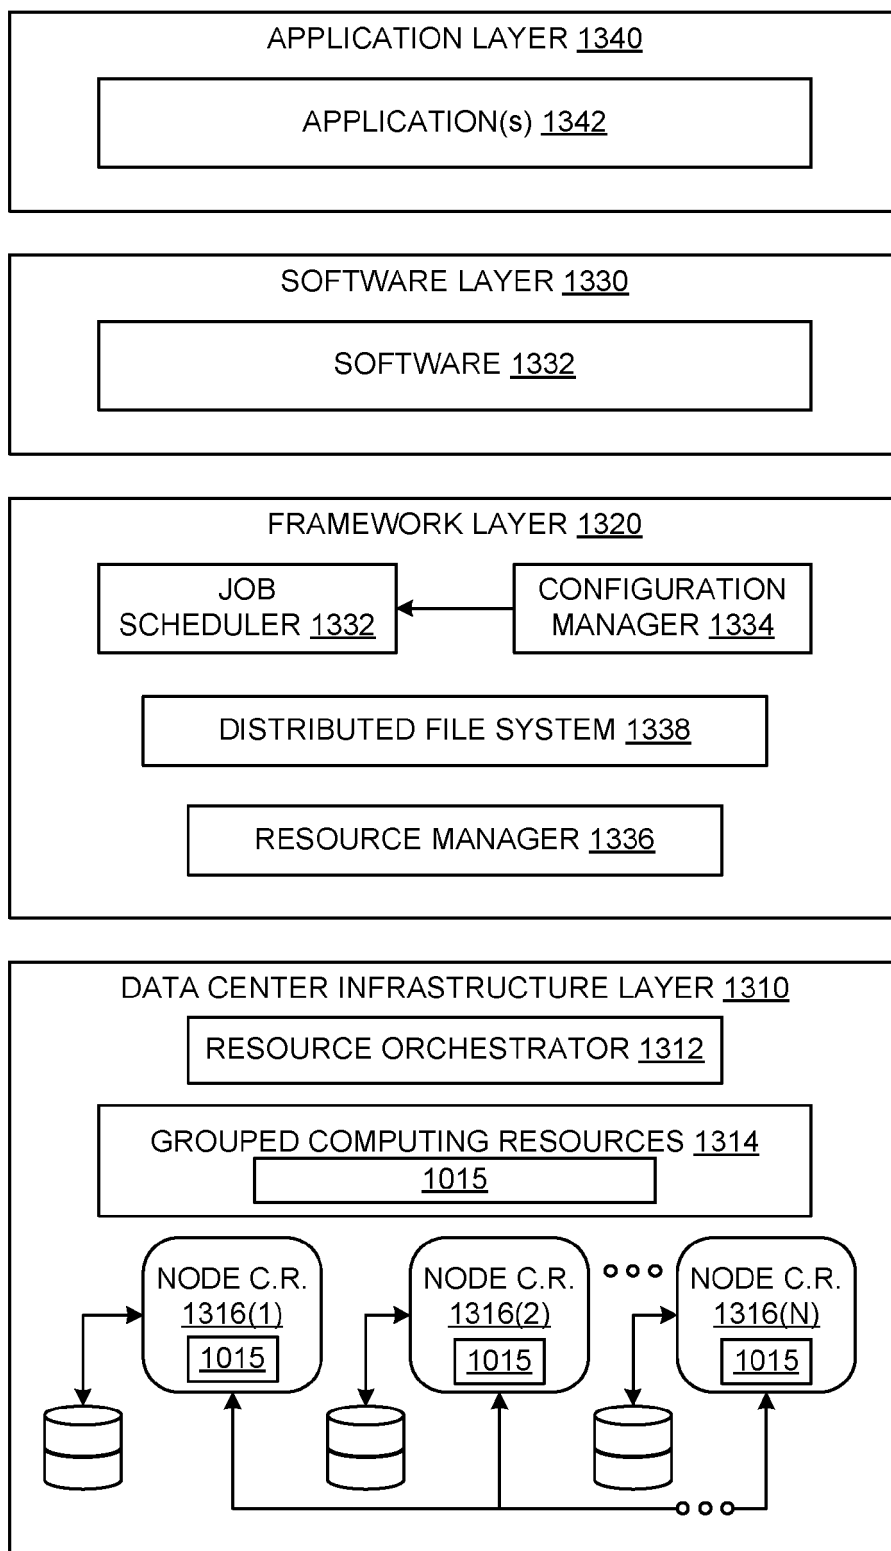 APPLICATION LAYER 1340
APPLICATION(s) 1342
SOFTWARE LAYER 1330
SOFTWARE 1332
FRAMEWORK LAYER 1320
JOB
SCHEDULER 1332
CONFIGURATION
MANAGER 1334
DISTRIBUTED FILE SYSTEM 1338
RESOURCE MANAGER 1336
DATA CENTER INFRASTRUCTURE LAYER 1310
RESOURCE ORCHESTRATOR 1312
GROUPED COMPUTING RESOURCES 1314
1015
NODE C.R.
1316(1)
1015
NODE C.R.
1316(2)
1015
NODE C.R.
1316(N)
1015